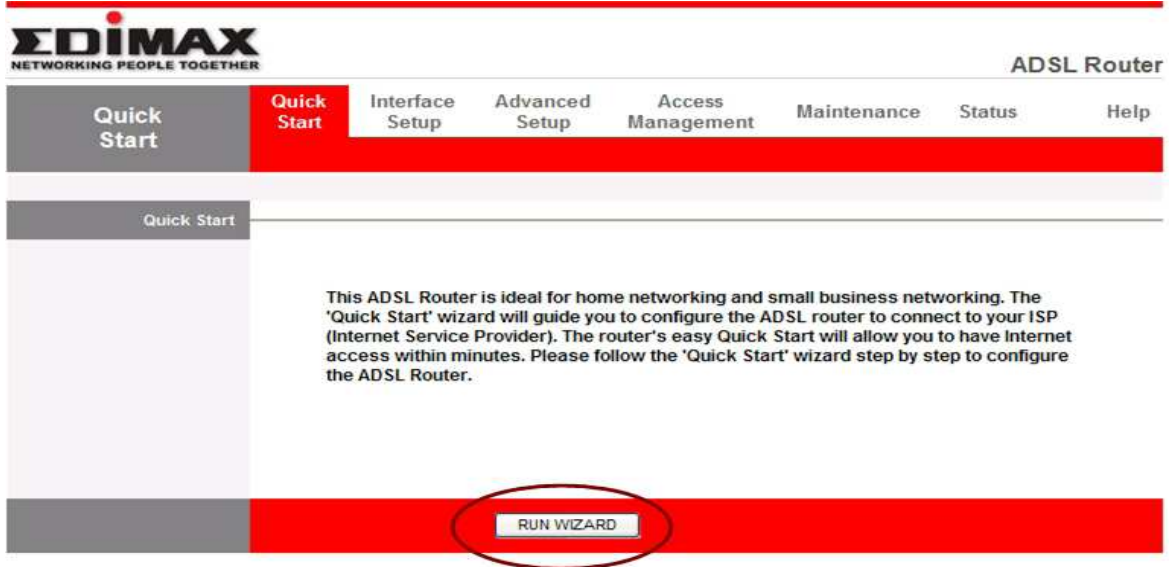 EDIMAX
NETWORKING PEOPLE TOGETHER
ADSL Router
Quick
Start
Quick
Start
Interface
Setup
Advanced
Setup
Access
Management
Maintenance
Status
Help
Quick Start
This ADSL Router is ideal for home networking and small business networking. The
'Quick Start' wizard will guide you to configure the ADSL router to connect to your ISP
(Internet Service Provider). The router's easy Quick Start will allow you to have Internet
access within minutes. Please follow the 'Quick Start' wizard step by step to configure
the ADSL Router.
RUN WIZARD